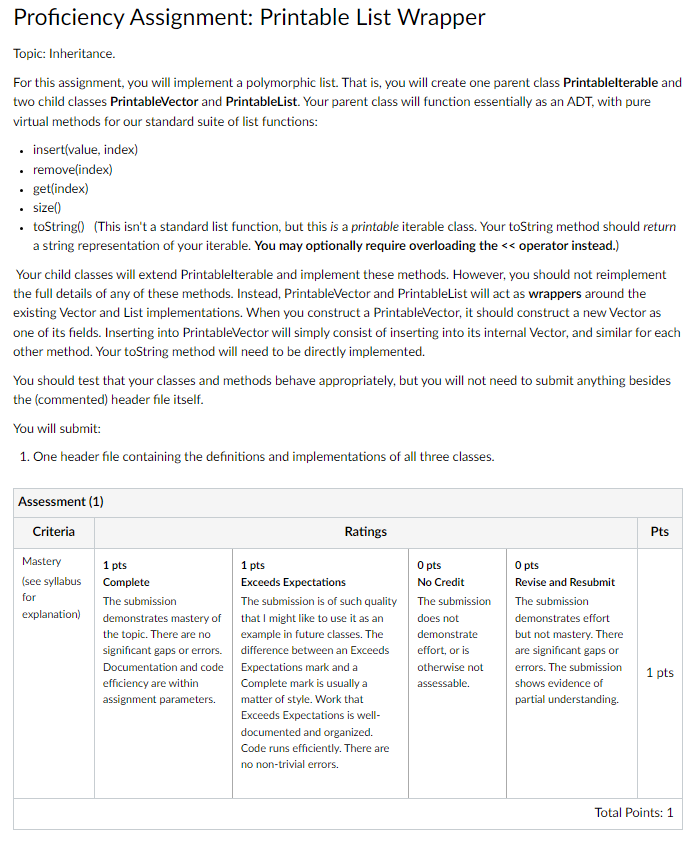 Proficiency Assignment: Printable List Wrapper
Topic: Inheritance.
For this assignment, you will implement a polymorphic list. That is, you will create one parent class PrintableIterable and
two child classes PrintableVector and PrintableList. Your parent class will function essentially as an ADT, with pure
virtual methods for our standard suite of list functions:
• insert(value, index)
• remove(index)
• get(index)
• size()
• toString() (This isn't a standard list function, but this is a printable iterable class. Your toString method should return
a string representation of your iterable. You may optionally require overloading the << operator instead.)
Your child classes will extend PrintableIterable and implement these methods. However, you should not reimplement
the full details of any of these methods. Instead, PrintableVector and PrintableList will act as wrappers around the
existing Vector and List implementations. When you construct a PrintableVector, it should construct a new Vector as
one of its fields. Inserting into PrintableVector will simply consist of inserting into its internal Vector, and similar for each
other method. Your toString method will need to be directly implemented.
You should test that your classes and methods behave appropriately, but you will not need to submit anything besides
the (commented) header file itself.
You will submit:
1. One header file containing the definitions and implementations of all three classes.
Assessment (1)
Criteria
Ratings
Pts
Mastery
(see syllabus
for
explanation)
1 pts
Complete
The submission
demonstrates mastery of
the topic. There are no
significant gaps or errors.
Documentation and code
efficiency are within
assignment parameters.
1 pts
Exceeds Expectations
The submission is of such quality
that I might like to use it as an
example in future classes. The
difference between an Exceeds
Expectations mark and a
Complete mark is usually a
matter of style. Work that
Exceeds Expectations is well-
documented and organized.
Code runs efficiently. There are
no non-trivial errors.
0 pts
No Credit
The submission
does not
demonstrate
effort, or is
otherwise not
assessable.
0 pts
Revise and Resubmit
The submission
demonstrates effort
but not mastery. There
are significant gaps or
errors. The submission
shows evidence of
partial understanding.
1 pts
Total Points: 1